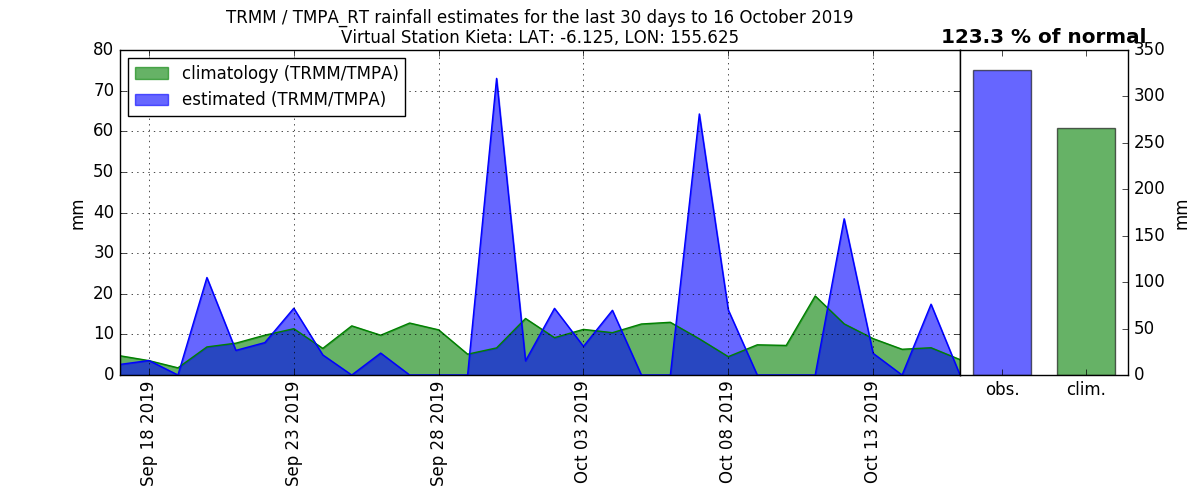 TRMM / TMPA_RT rainfall estimates for the last 30 days to 16 October 2019
Virtual Station Kieta: LAT: -6.125, LON: 155.625
123.3 % of normal
climatology (TRMM/TMPA)
estimated (TRMM/TMPA)
80
70
60
50
40
30
20
10
0
mm
350
300
250
200
150
100
50
0
mm
Sep 18 2019
Sep 23 2019
Sep 28 2019
Oct 03 2019
Oct 08 2019
Oct 13 2019
obs.
clim.